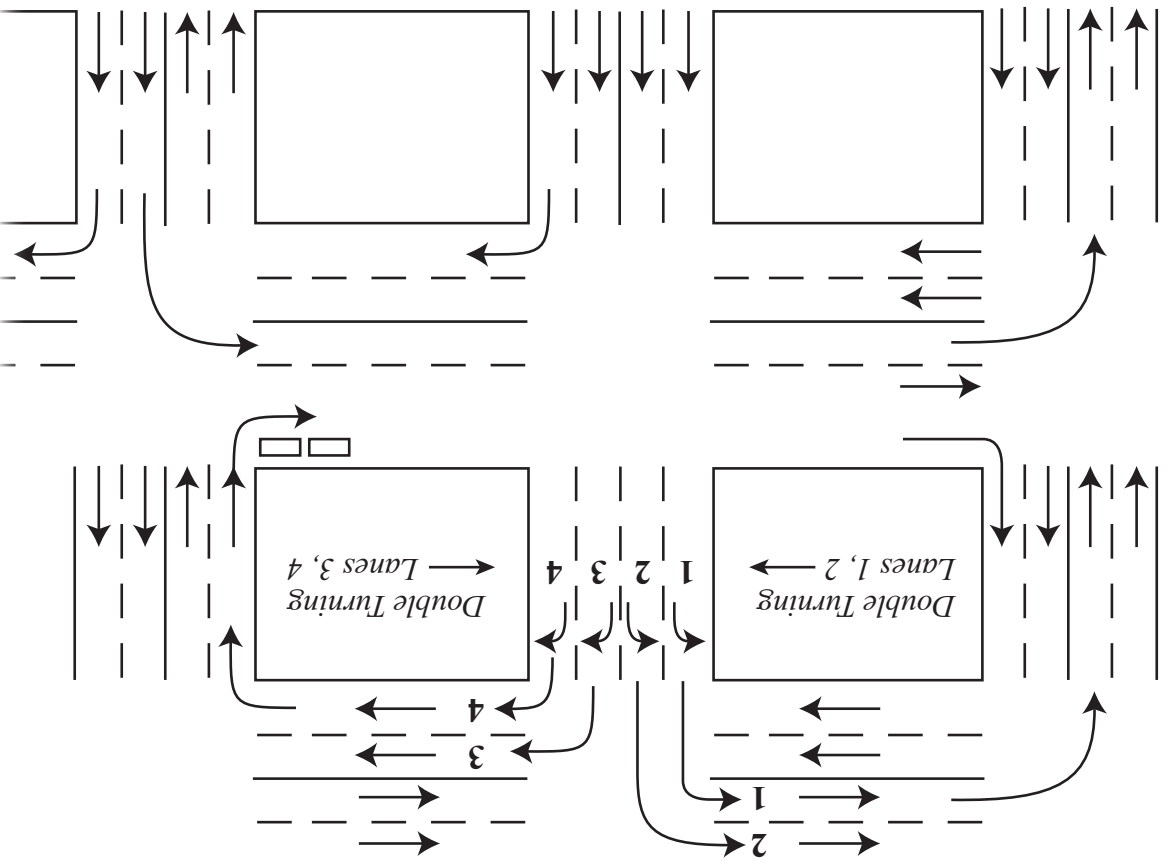 2
1
3
4
Double Turning
Lanes 1, 2
1 2 3 4
Double Turning
Lanes 3, 4